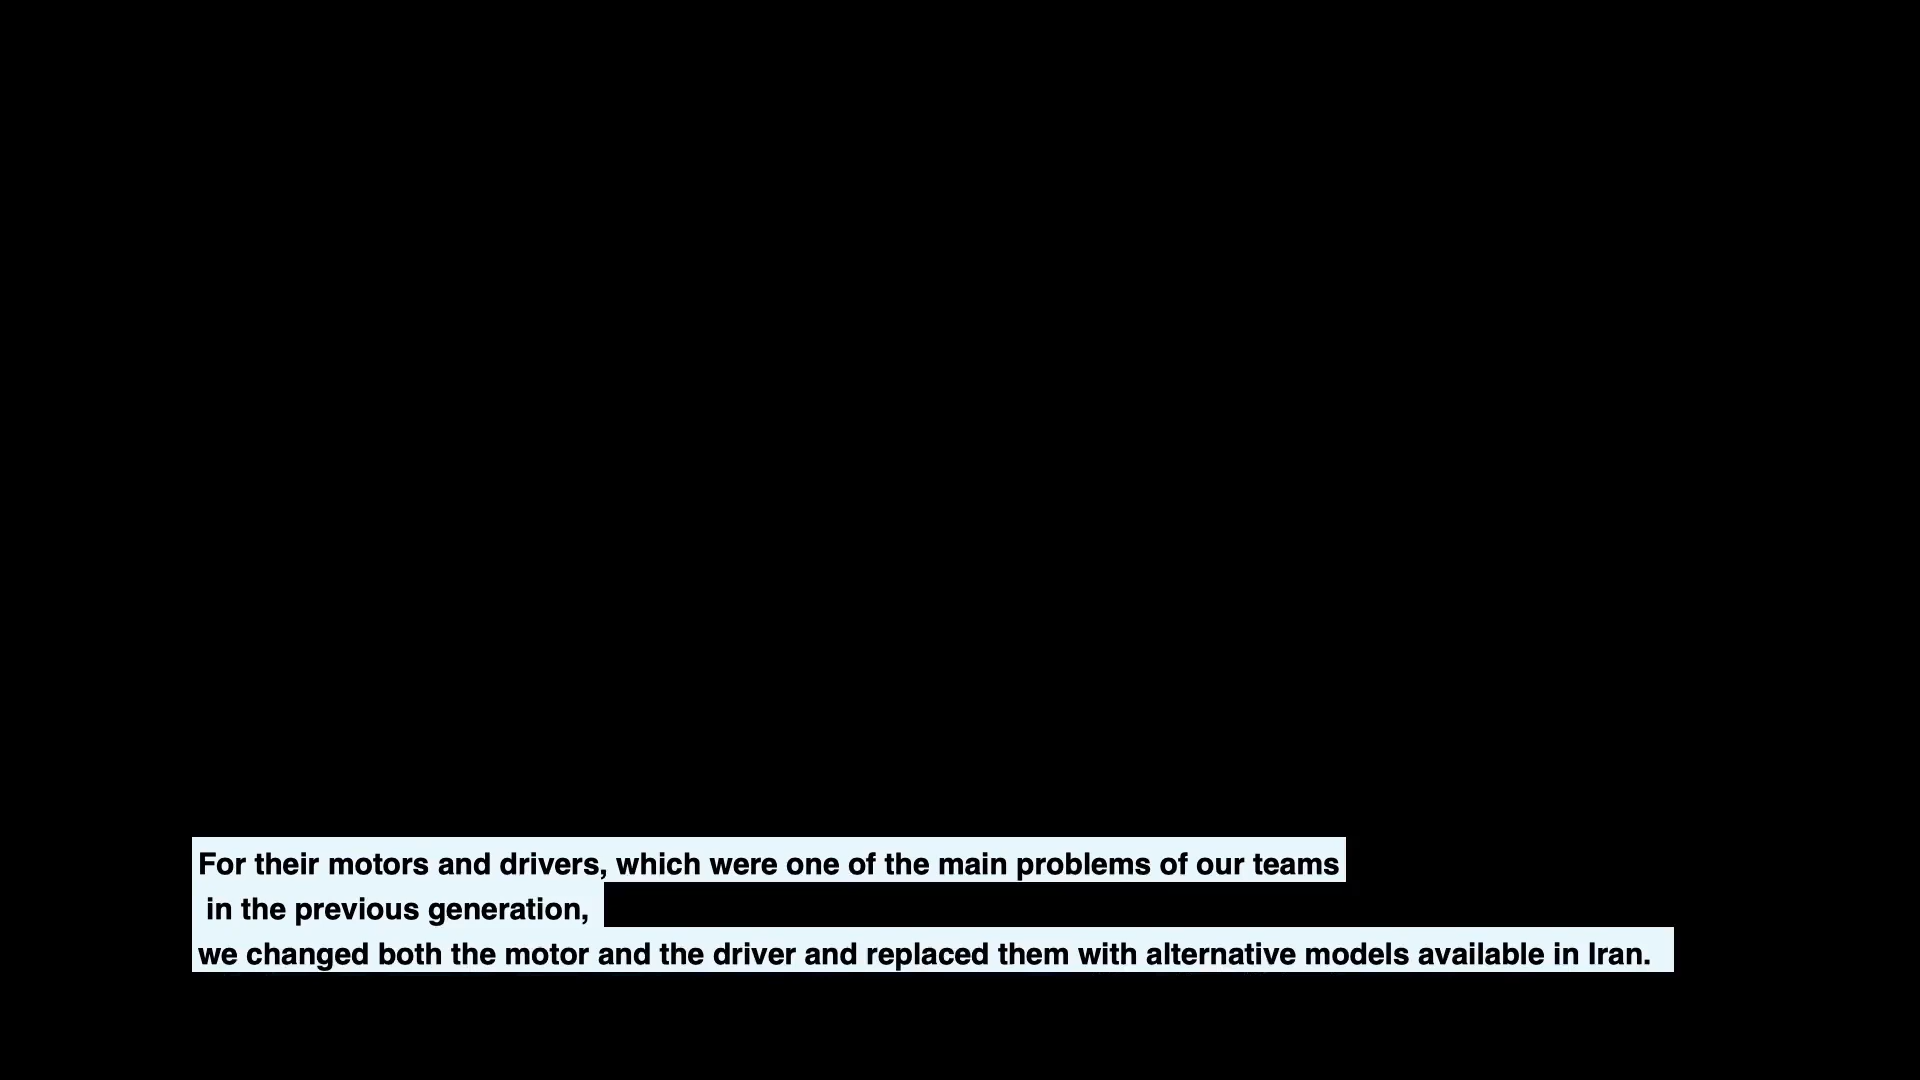 For their motors and drivers, which were one of the main problems of our teams
in the previous generation,
we changed both the motor and the driver and replaced them with alternative models available in Iran.